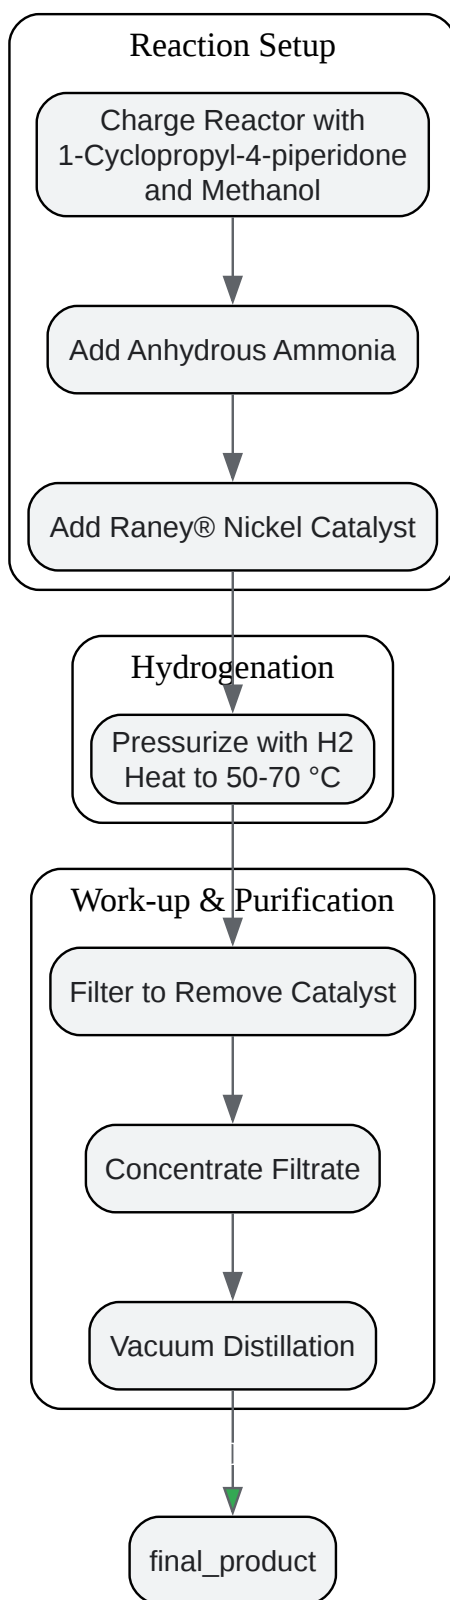 Reaction Setup
Charge Reactor with
1-Cyclopropyl-4-piperidone
and Methanol
Add Anhydrous Ammonia
Add Raney® Nickel Catalyst
Hydrogenation
Pressurize with H2
Heat to 50-70 °C
Work-up & Purification
Filter to Remove Catalyst
Concentrate Filtrate
Vacuum Distillation
final_product